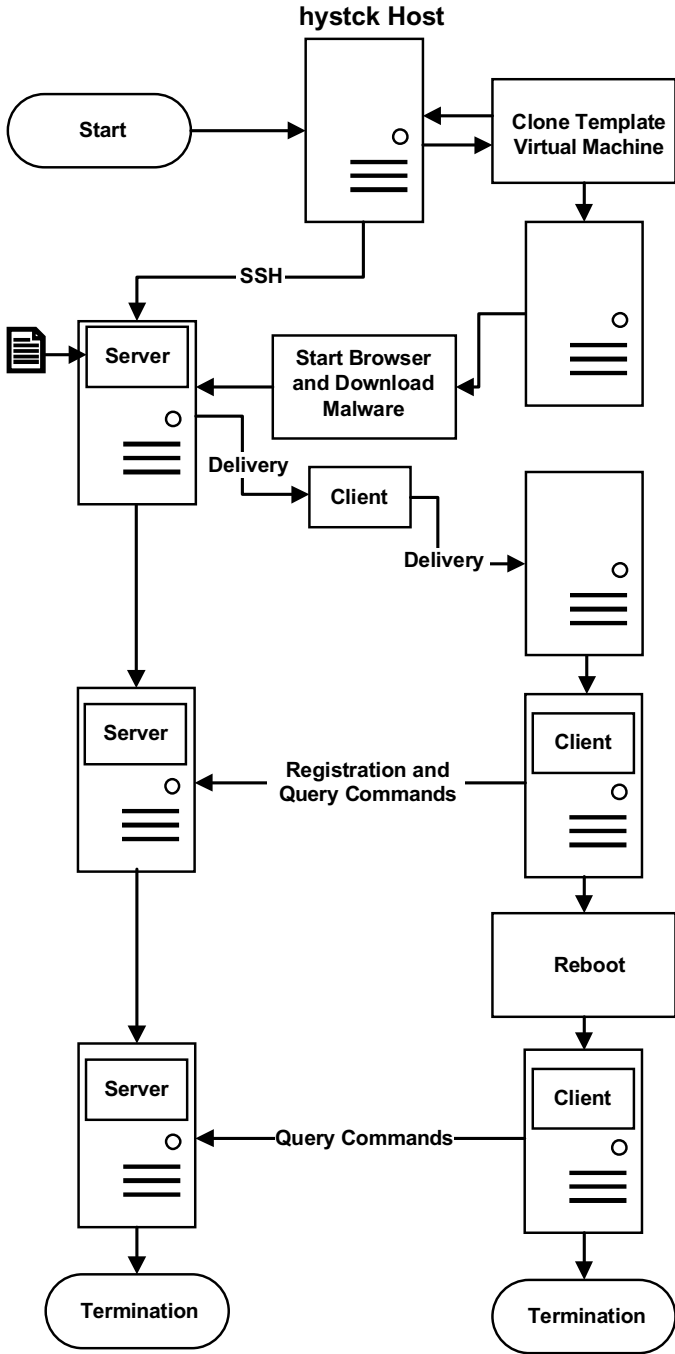 hystck Host
Start
Clone Template
Virtual Machine
SSH
Server
Start Browser
and Download
Malware
Delivery
Client
Delivery
Server
Client
Registration and
Query Commands
Reboot
Server
Client
Query Commands
Termination
Termination